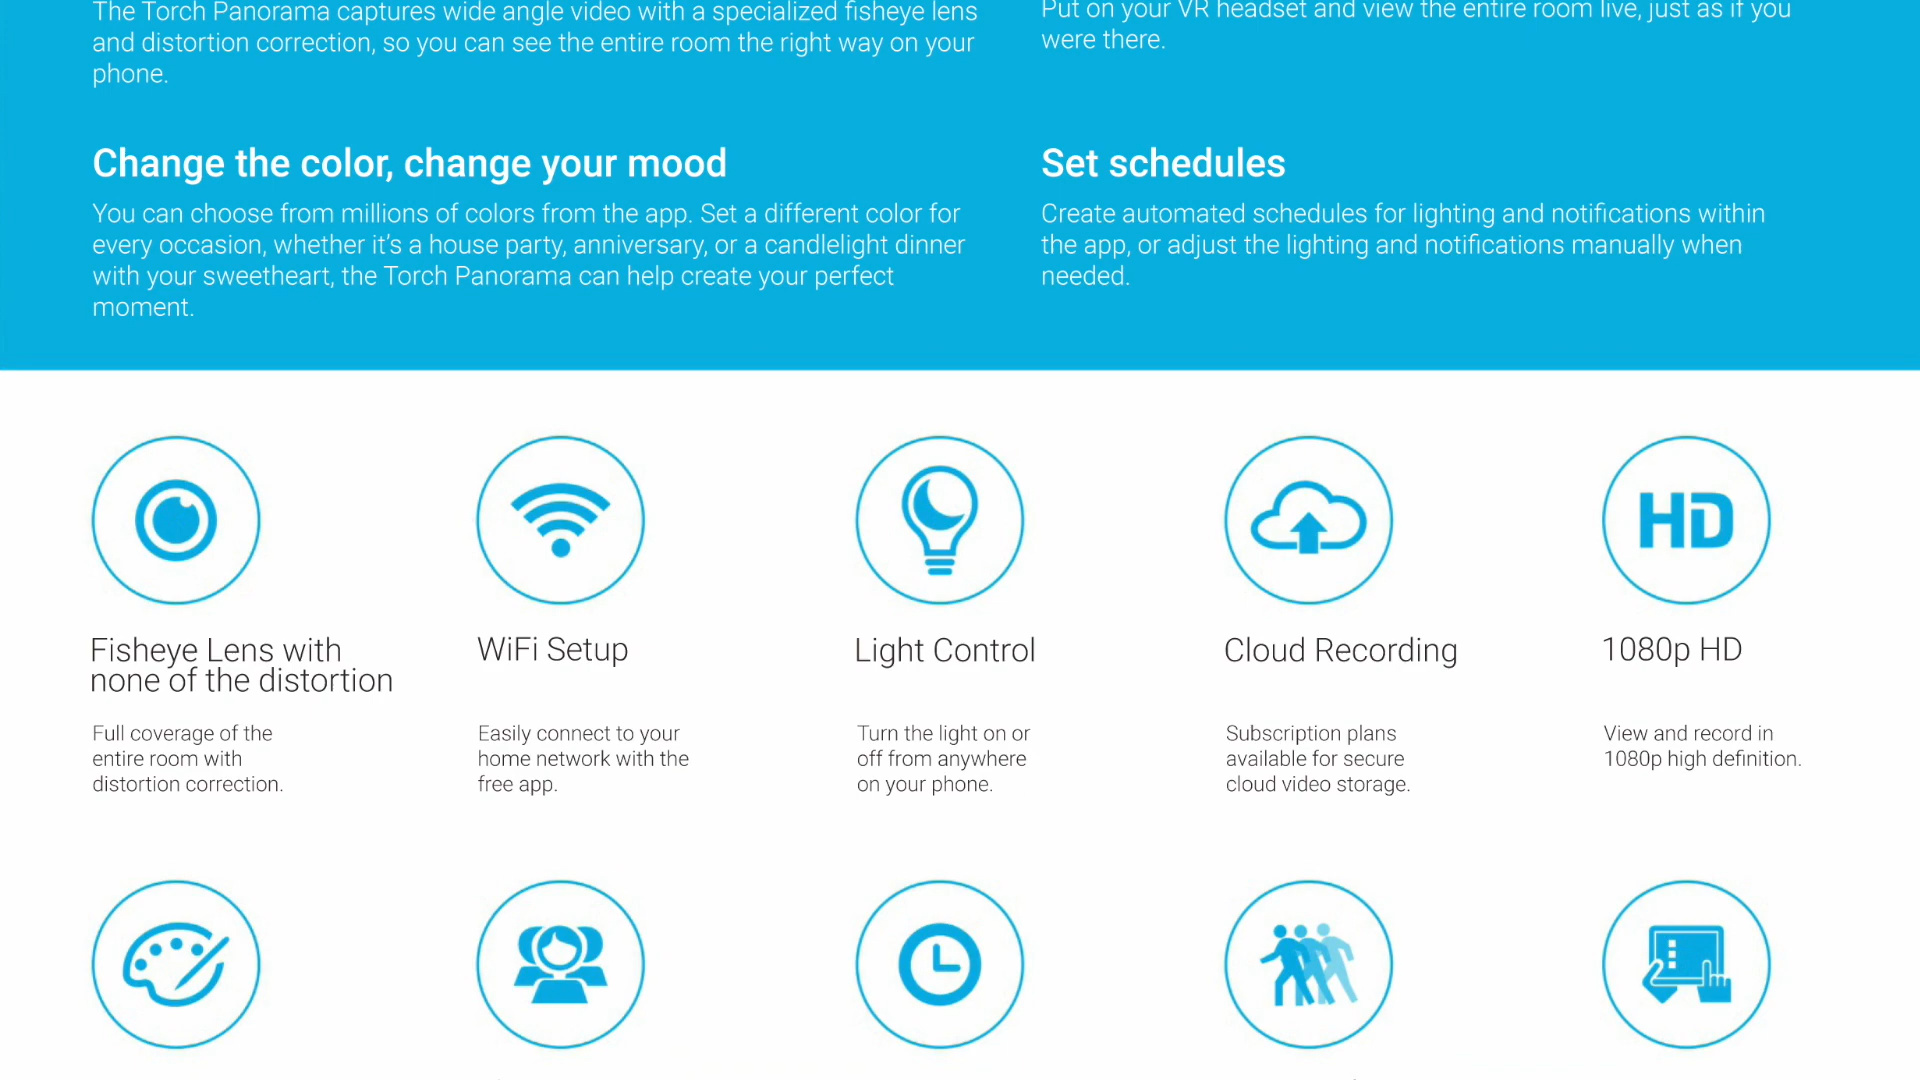 The Torch Panorama captures wide angle video with a specialized fisheye lens
and distortion correction, so you can see the entire room the right way on your
phone.
Put on your VR headset and view the entire room live, just as if you
were there.
Change the color, change your mood
You can choose from millions of colors from the app. Set a different color for
every occasion, whether it's a house party, anniversary, or a candlelight dinner
with your sweetheart, the Torch Panorama can help create your perfect
moment.
Set schedules
Create automated schedules for lighting and notifications within
the app, or adjust the lighting and notifications manually when
needed.
HD
Fisheye Lens with
none of the distortion
Full coverage of the
entire room with
distortion correction.
WiFi Setup
Easily connect to your
home network with the
free app.
Light Control
Turn the light on or
off from anywhere
on your phone.
Cloud Recording
Subscription plans
available for secure
cloud video storage.
1080p HD
View and record in
1080p high definition.